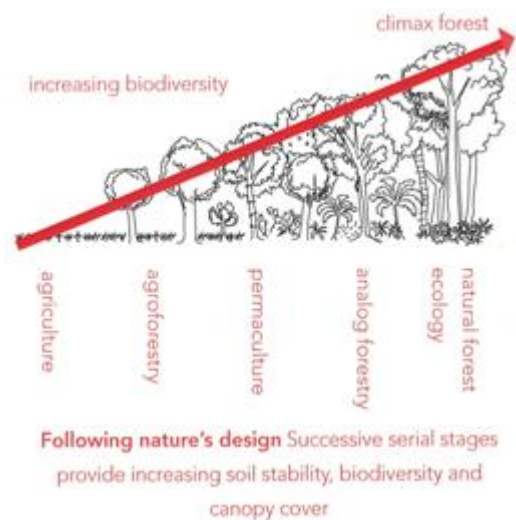 climax forest
increasing biodiversity
agriculture
agroforestry
permaculture
analog forestry
ecology
natural forest
Following nature's design Successive serial stages
provide increasing soil stability, biodiversity and
canopy cover